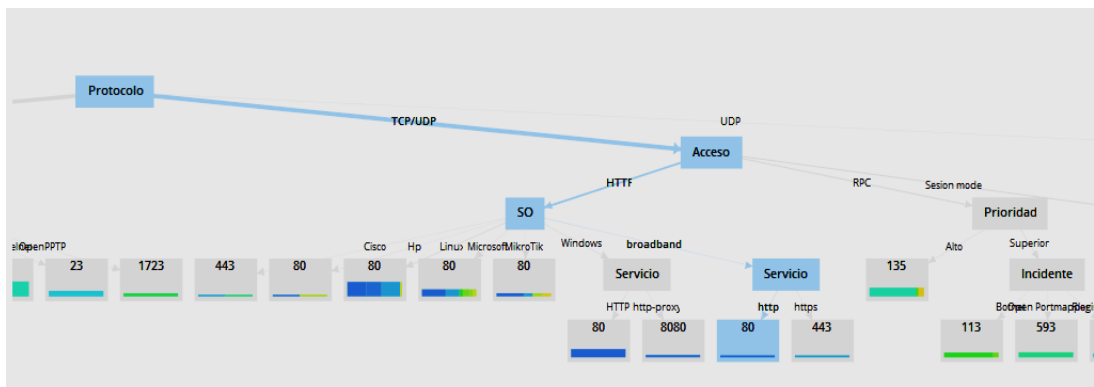 Protocolo
TCP/UDP
UDP
Acceso
HTTP
RPC
Sesion mode
SO
Prioridad
OpenPPTP
Cisco
Hp
Linux
Microsoft
MikroTik
Windows
broadband
Alto
Superior
23
1723
443
80
80
80
80
Servicio
Servicio
135
Incidente
HTTP
http-proxy
http
https
Open Portmapper
80
8080
80
443
113
593